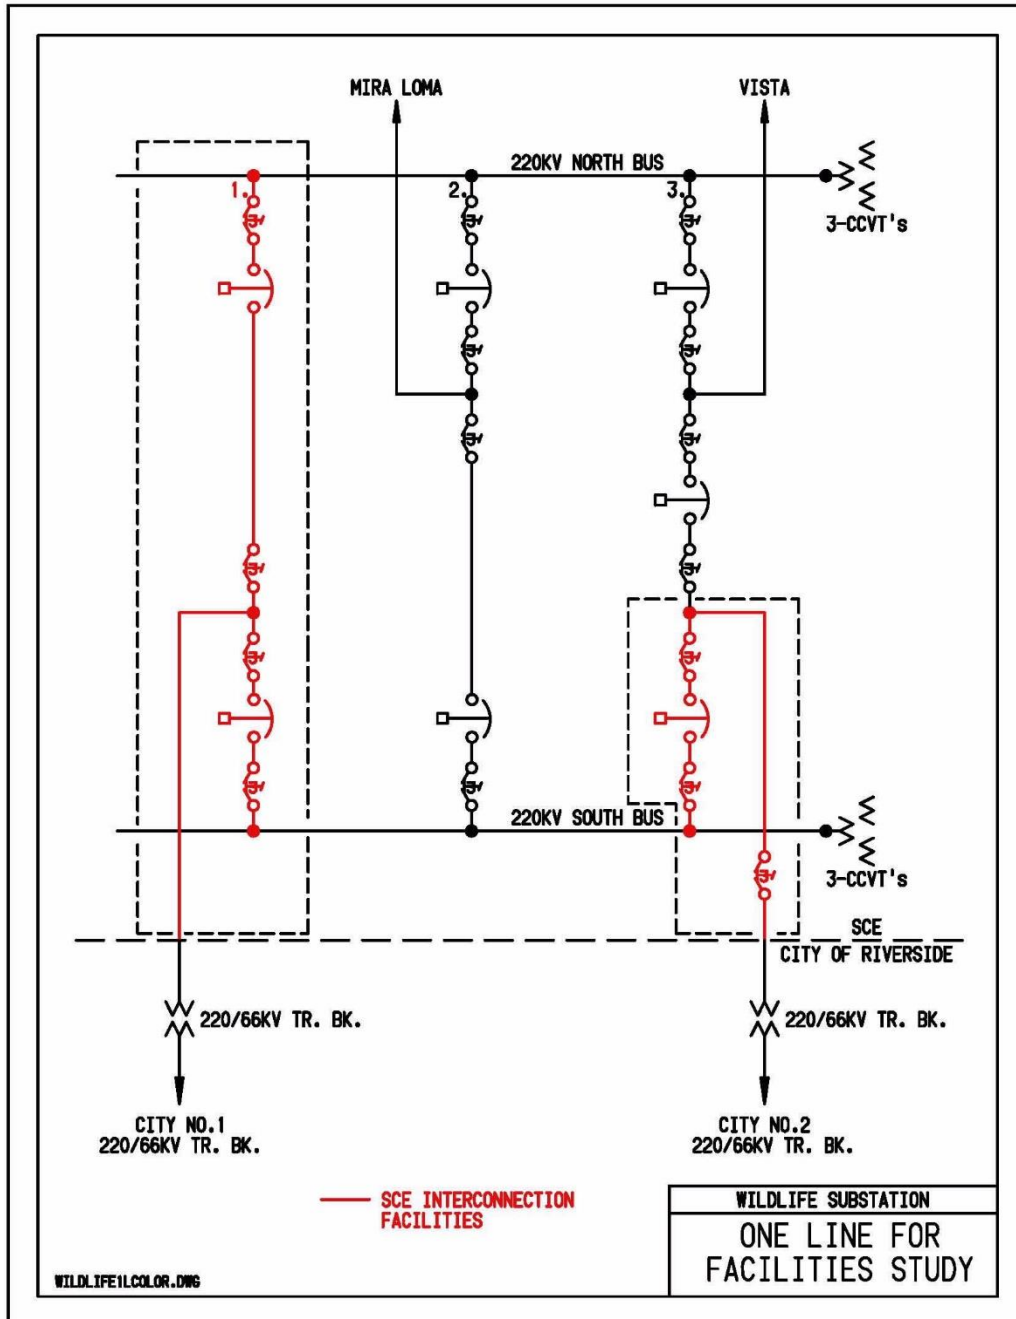 MIRA LOMA
VISTA
220KV NORTH BUS
1.
2.
3.
3-CCVT's
220KV SOUTH BUS
3-CCVT's
SCE
CITY OF RIVERSIDE
220/66KV TR. BK.
220/66KV TR. BK.
CITY NO.1
220/66KV TR. BK.
CITY NO.2
220/66KV TR. BK.
SCE INTERCONNECTION
FACILITIES
WILDLIFE SUBSTATION
ONE LINE FOR
FACILITIES STUDY
WILDLIFE1LCOLOR.DWG